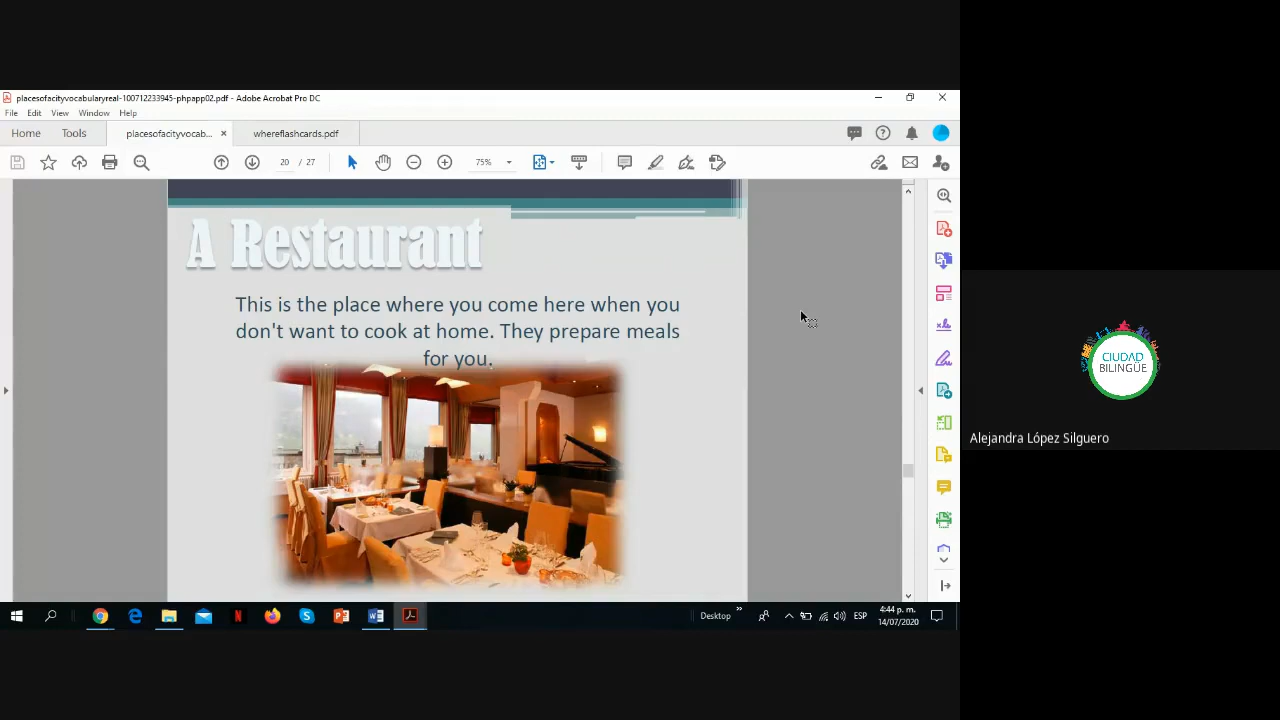 placesofacityvocabularyreal-100712233945-phpapp02.pdf - Adobe Acrobat Pro DC
File Edit View Window Help
Home Tools placesofacityvocab... × whereflashcards.pdf
20 / 27 75%
A Restaurant
This is the place where you come here when you
don't want to cook at home. They prepare meals
for you.
CIUDAD
BILINGÜE
Alejandra López Silguero
Desktop
ESP
4:44 p. m.
14/07/2020